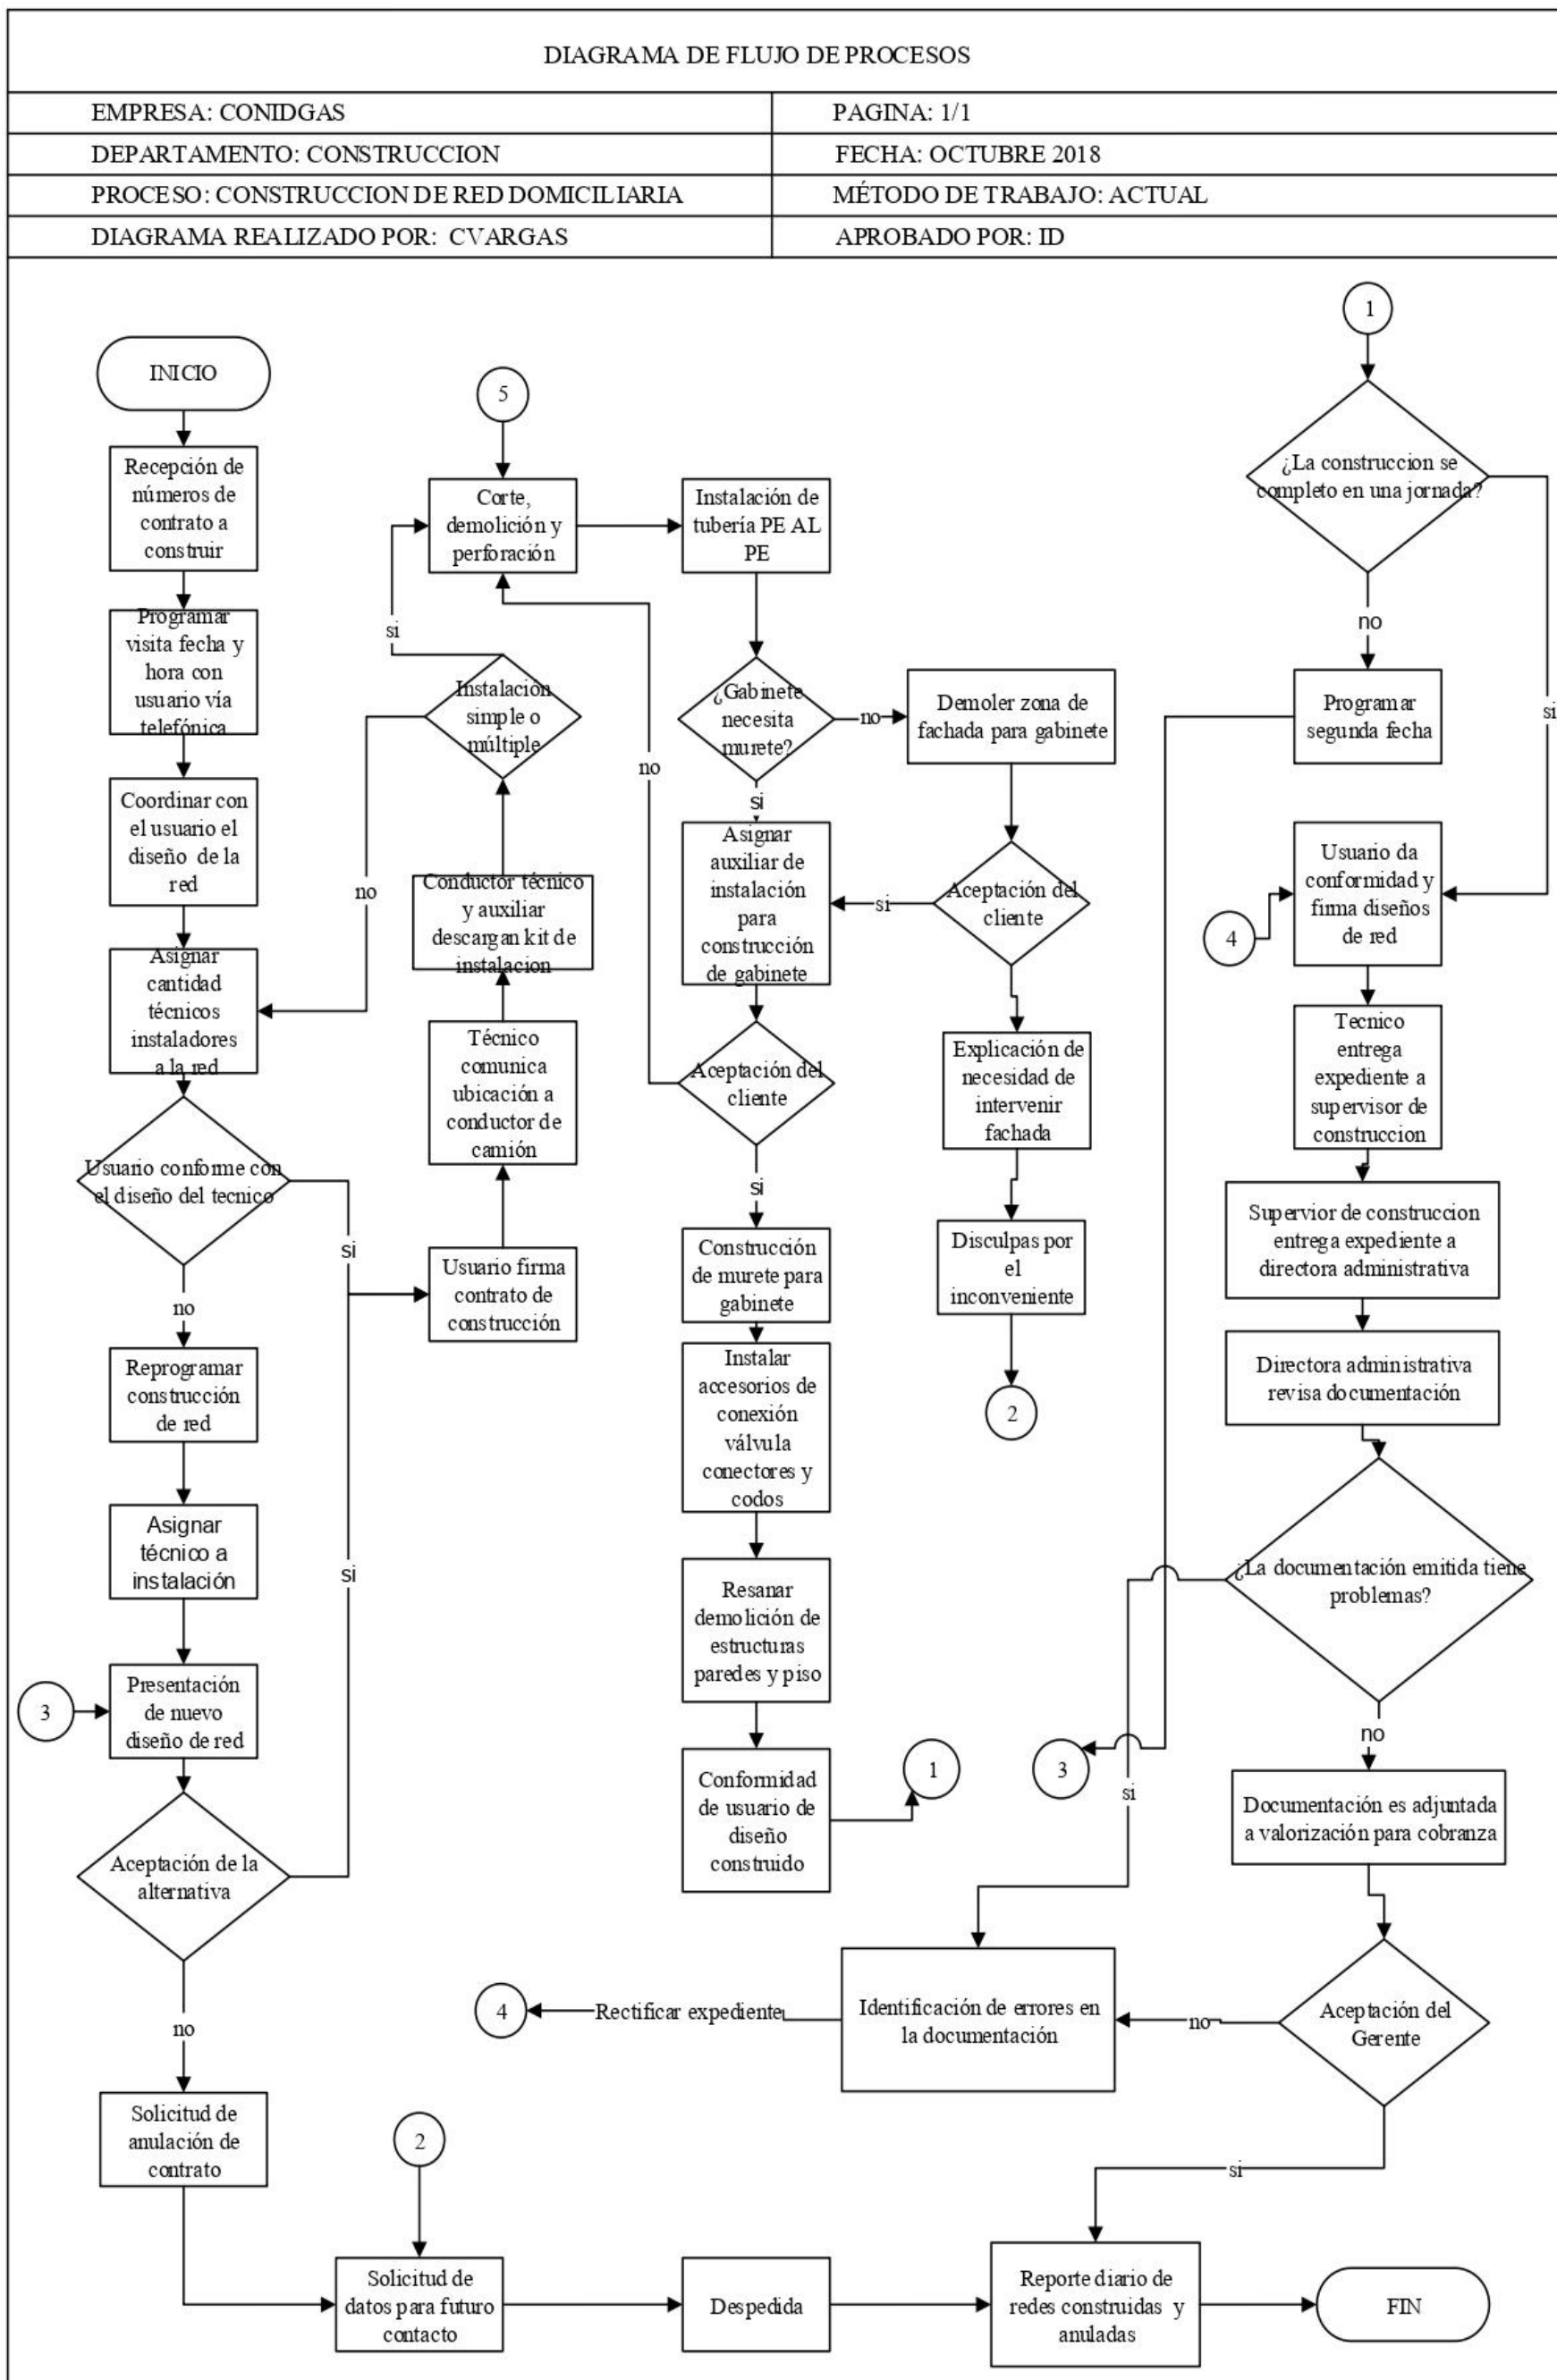 DIAGRAMA DE FLUJO DE PROCESOS
EMPRESA: CONIDGAS
PAGINA: 1/1
DEPARTAMENTO: CONSTRUCCION
FECHA: OCTUBRE 2018
PROCESO: CONSTRUCCION DE RED DOMICILIARIA
MÉTODO DE TRABAJO: ACTUAL
DIAGRAMA REALIZADO POR: CVARGAS
APROBADO POR: ID
INICIO
Recepción de
números de
contrato a
construir
Programar
visita fecha y
hora con
usuario vía
telefónica
Coordinar con
el usuario el
diseño de la
red
Asignar
cantidad
técnicos
instaladores
a la red
Usuario conforme con
el diseño del tecnico
si
no
Reprogramar
construcción
de red
Asignar
técnico a
instalación
si
3
Presentación
de nuevo
diseño de red
Aceptación de la
alternativa
no
Solicitud de
anulación de
contrato
5
Corte,
demolición y
perforación
si
Instalación
simple o
múltiple
no
Conductor técnico
y auxiliar
descargan kit de
instalacion
Técnico
comunica
ubicación a
conductor de
camión
Usuario firma
contrato de
construcción
Instalación de
tubería PE AL
PE
¿Gabinete
necesita
murete?
no
si
no
Demoler zona de
fachada para gabinete
Asignar
auxiliar de
instalación
para
construcción
de gabinete
si
Aceptación del
cliente
Aceptación del
cliente
si
Explicación de
necesidad de
intervenir
fachada
Disculpas por
el
inconveniente
2
Construcción
de murete para
gabinete
Instalar
accesorios de
conexión
válvula
conectores y
codos
Resanar
demolición de
estructuras
paredes y piso
Conformidad
de usuario de
diseño
construido
1
1
¿La construccion se
completo en una jornada?
no
si
Programar
segunda fecha
Usuario da
conformidad y
firma diseños
de red
4
Tecnico
entrega
expediente a
supervisor de
construccion
Supervior de construccion
entrega expediente a
directora administrativa
Directora administrativa
revisa documentación
¿La documentación emitida tiene
problemas?
no
3
si
Documentación es adjuntada
a valorización para cobranza
Aceptación del
Gerente
no
Identificación de errores en
la documentación
Rectificar expediente
4
si
2
Solicitud de
datos para futuro
contacto
Despedida
Reporte diario de
redes construidas y
anuladas
FIN